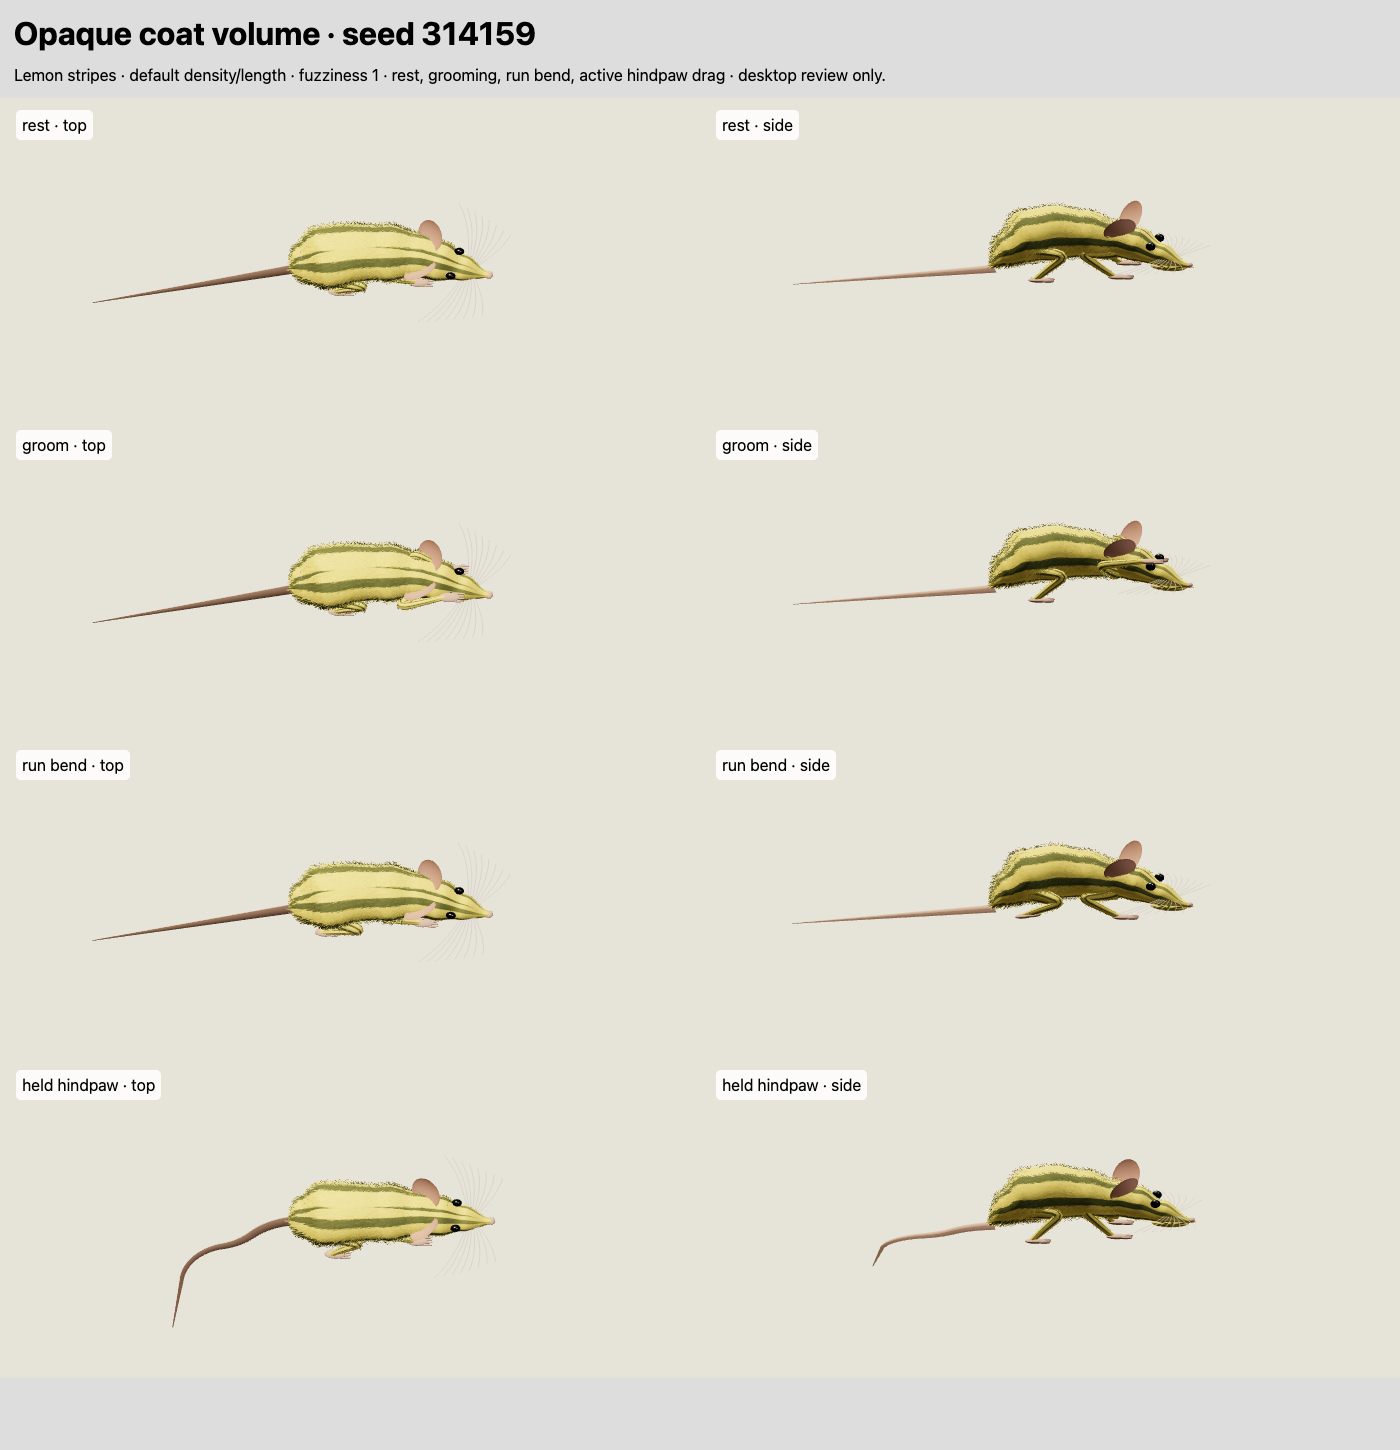 Opaque coat volume · seed 314159
Lemon stripes · default density/length · fuzziness 1 · rest, grooming, run bend, active hindpaw drag · desktop review only.
rest · top
rest · side
groom · top
groom · side
run bend · top
run bend · side
held hindpaw · top
held hindpaw · side